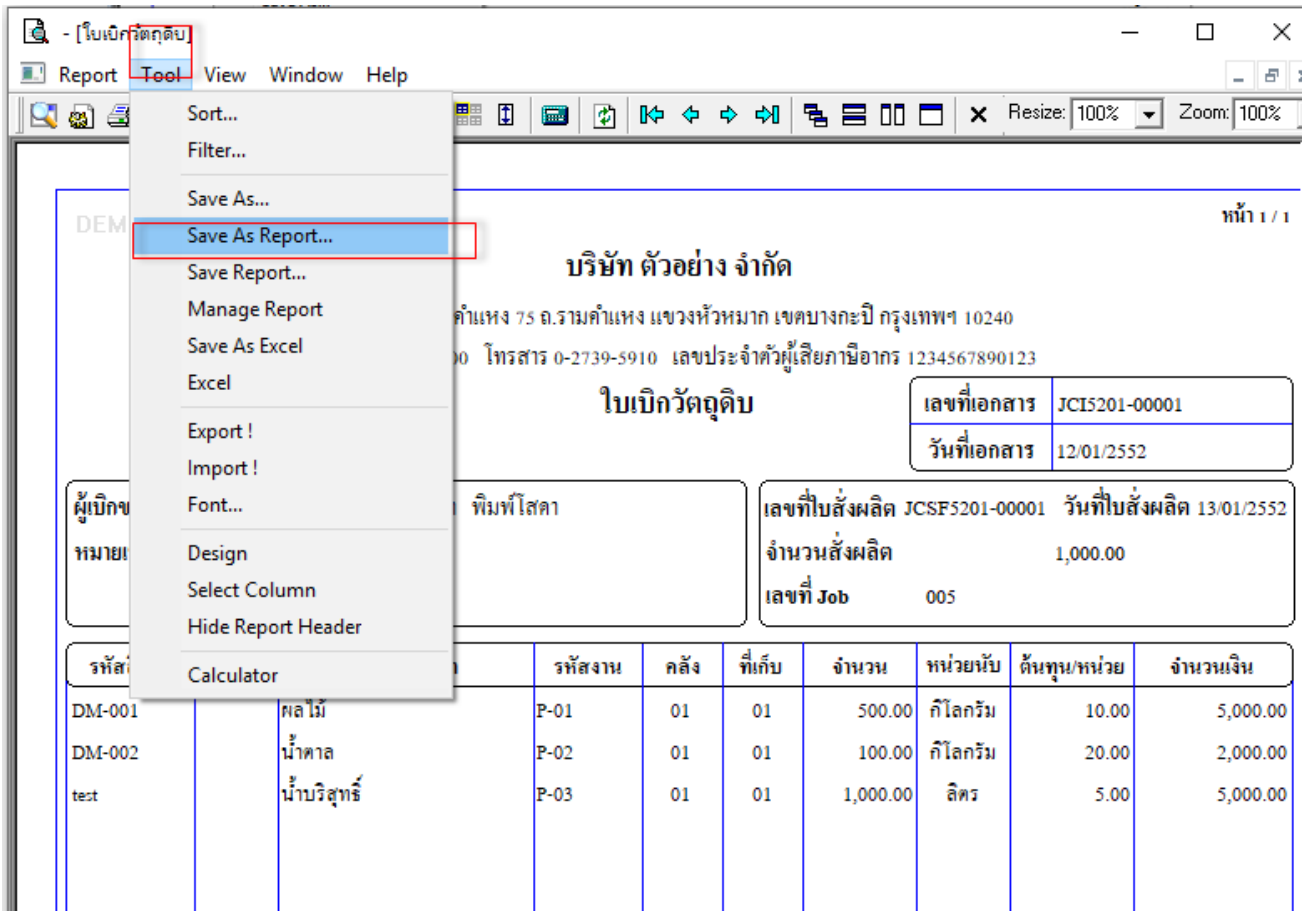 - [ใบเบิกวัตถุดิบ]
Report Tool View Window Help
Resize: 100% Zoom: 100%
Sort...
Filter...
Save As...
Save As Report...
Save Report...
Manage Report
Save As Excel
Excel
Export !
Import !
Font...
Design
Select Column
Hide Report Header
Calculator
DEM
หน้า 1 / 1
บริษัท ตัวอย่าง จำกัด
คำแหง 75 ถ.รามคำแหง แขวงหัวหมาก เขตบางกะปิ กรุงเทพฯ 10240
โทรสาร 0-2739-5910 เลขประจำตัวผู้เสียภาษีอากร 1234567890123
ใบเบิกวัตถุดิบ
เลขที่เอกสาร JCI5201-00001
วันที่เอกสาร 12/01/2552
ผู้เบิกข พิมพ์โสดา
หมายเ
เลขที่ใบสั่งผลิต JCSF5201-00001 วันที่ใบสั่งผลิต 13/01/2552
จำนวนสั่งผลิต 1,000.00
เลขที่ Job 005
รหัส รหัสงาน คลัง ที่เก็บ จำนวน หน่วยนับ ต้นทุน/หน่วย จำนวนเงิน
DM-001 ผลไม้ P-01 01 01 500.00 กิโลกรัม 10.00 5,000.00
DM-002 น้ำตาล P-02 01 01 100.00 กิโลกรัม 20.00 2,000.00
test น้ำบริสุทธิ์ P-03 01 01 1,000.00 ลิตร 5.00 5,000.00